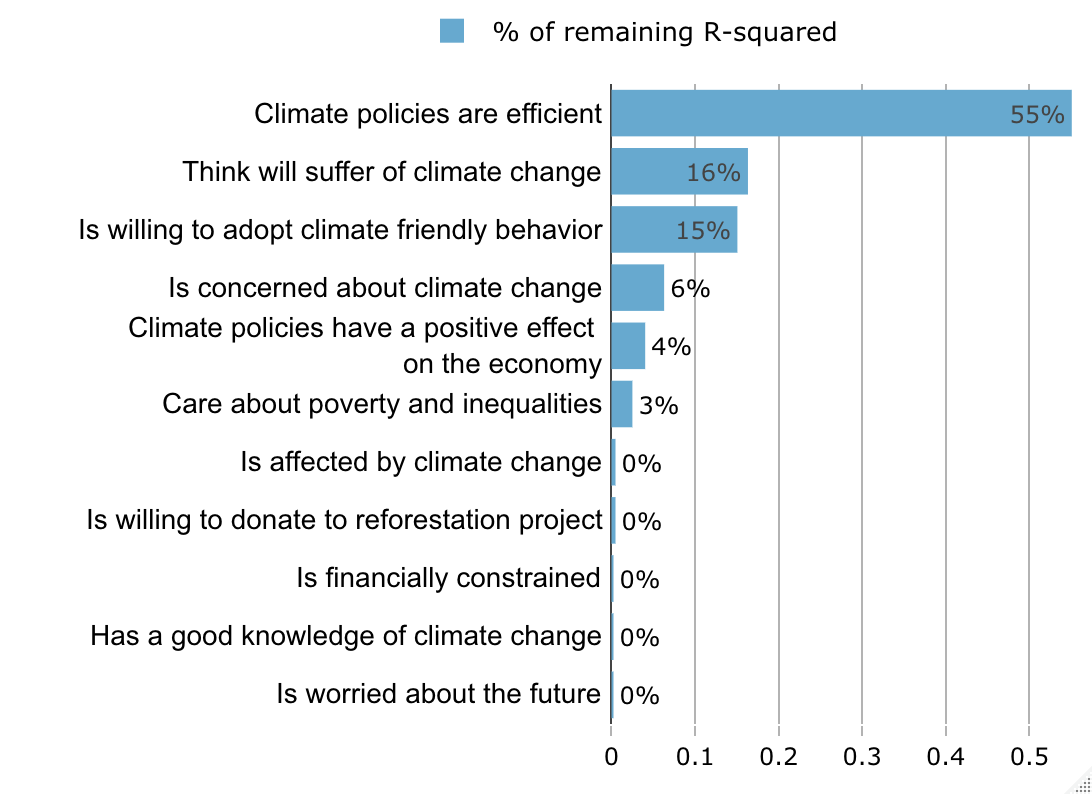 % of remaining R-squared
Climate policies are efficient 55%
Think will suffer of climate change 16%
Is willing to adopt climate friendly behavior 15%
Is concerned about climate change 6%
Climate policies have a positive effect
on the economy 4%
Care about poverty and inequalities 3%
Is affected by climate change 0%
Is willing to donate to reforestation project 0%
Is financially constrained 0%
Has a good knowledge of climate change 0%
Is worried about the future 0%
0 0.1 0.2 0.3 0.4 0.5